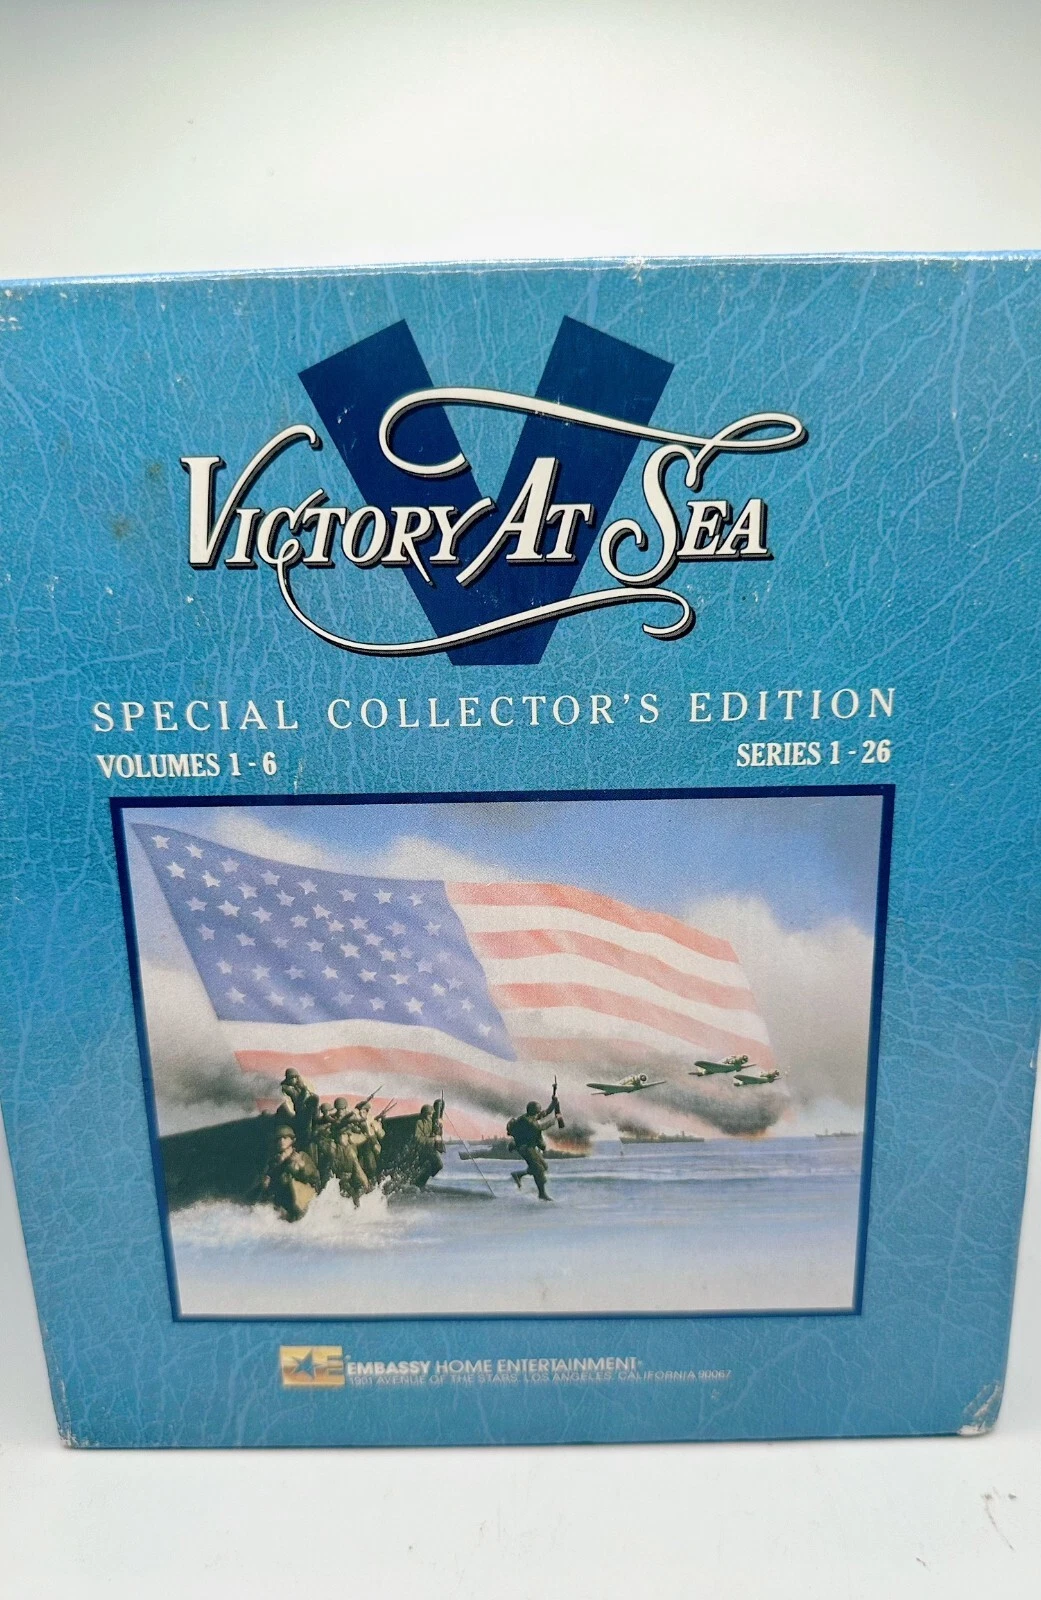 VICTORY AT SEA
SPECIAL COLLECTOR'S EDITION
VOLUMES 1 - 6
SERIES 1 - 26
EMBASSY HOME ENTERTAINMENT
1901 AVENUE OF THE STARS, LOS ANGELES, CALIFORNIA 90067